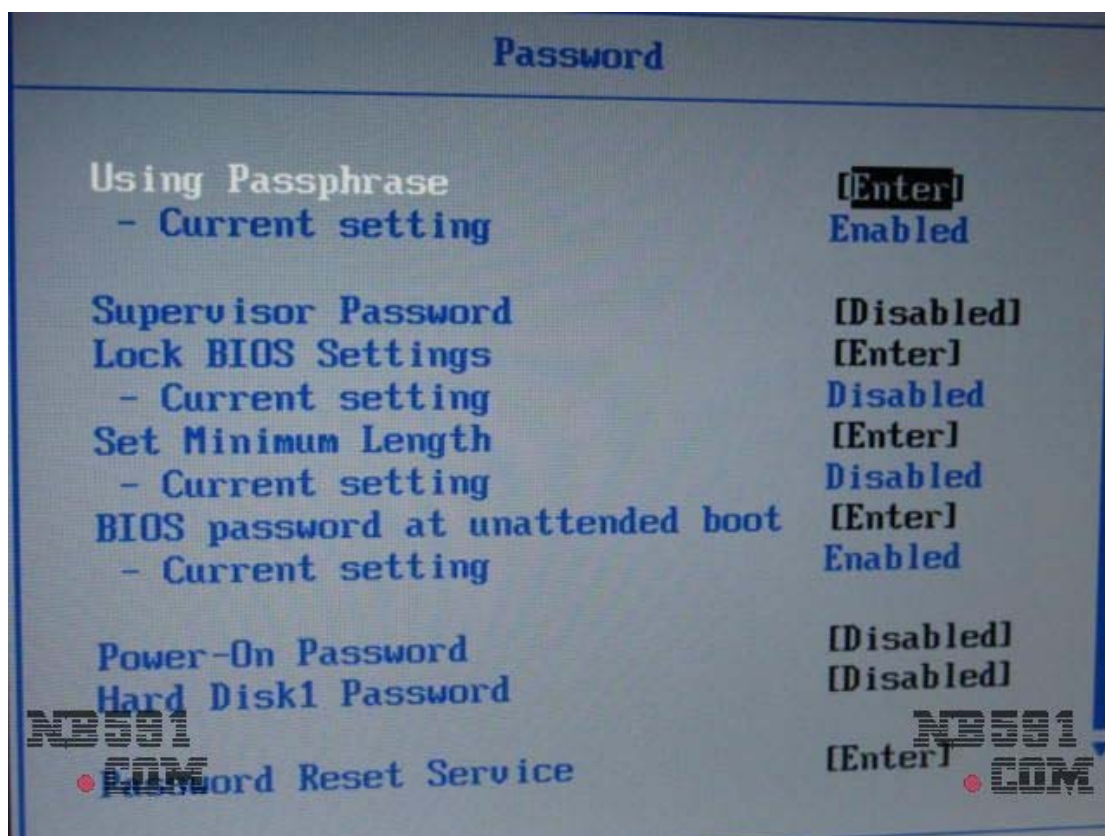 Password
Using Passphrase [Enter]
- Current setting Enabled
Supervisor Password [Disabled]
Lock BIOS Settings [Enter]
- Current setting Disabled
Set Minimum Length [Enter]
- Current setting Disabled
BIOS password at unattended boot [Enter]
- Current setting Enabled
Power-On Password [Disabled]
Hard Disk1 Password [Disabled]
Password Reset Service [Enter]
NB591
.COM
NB591
.COM